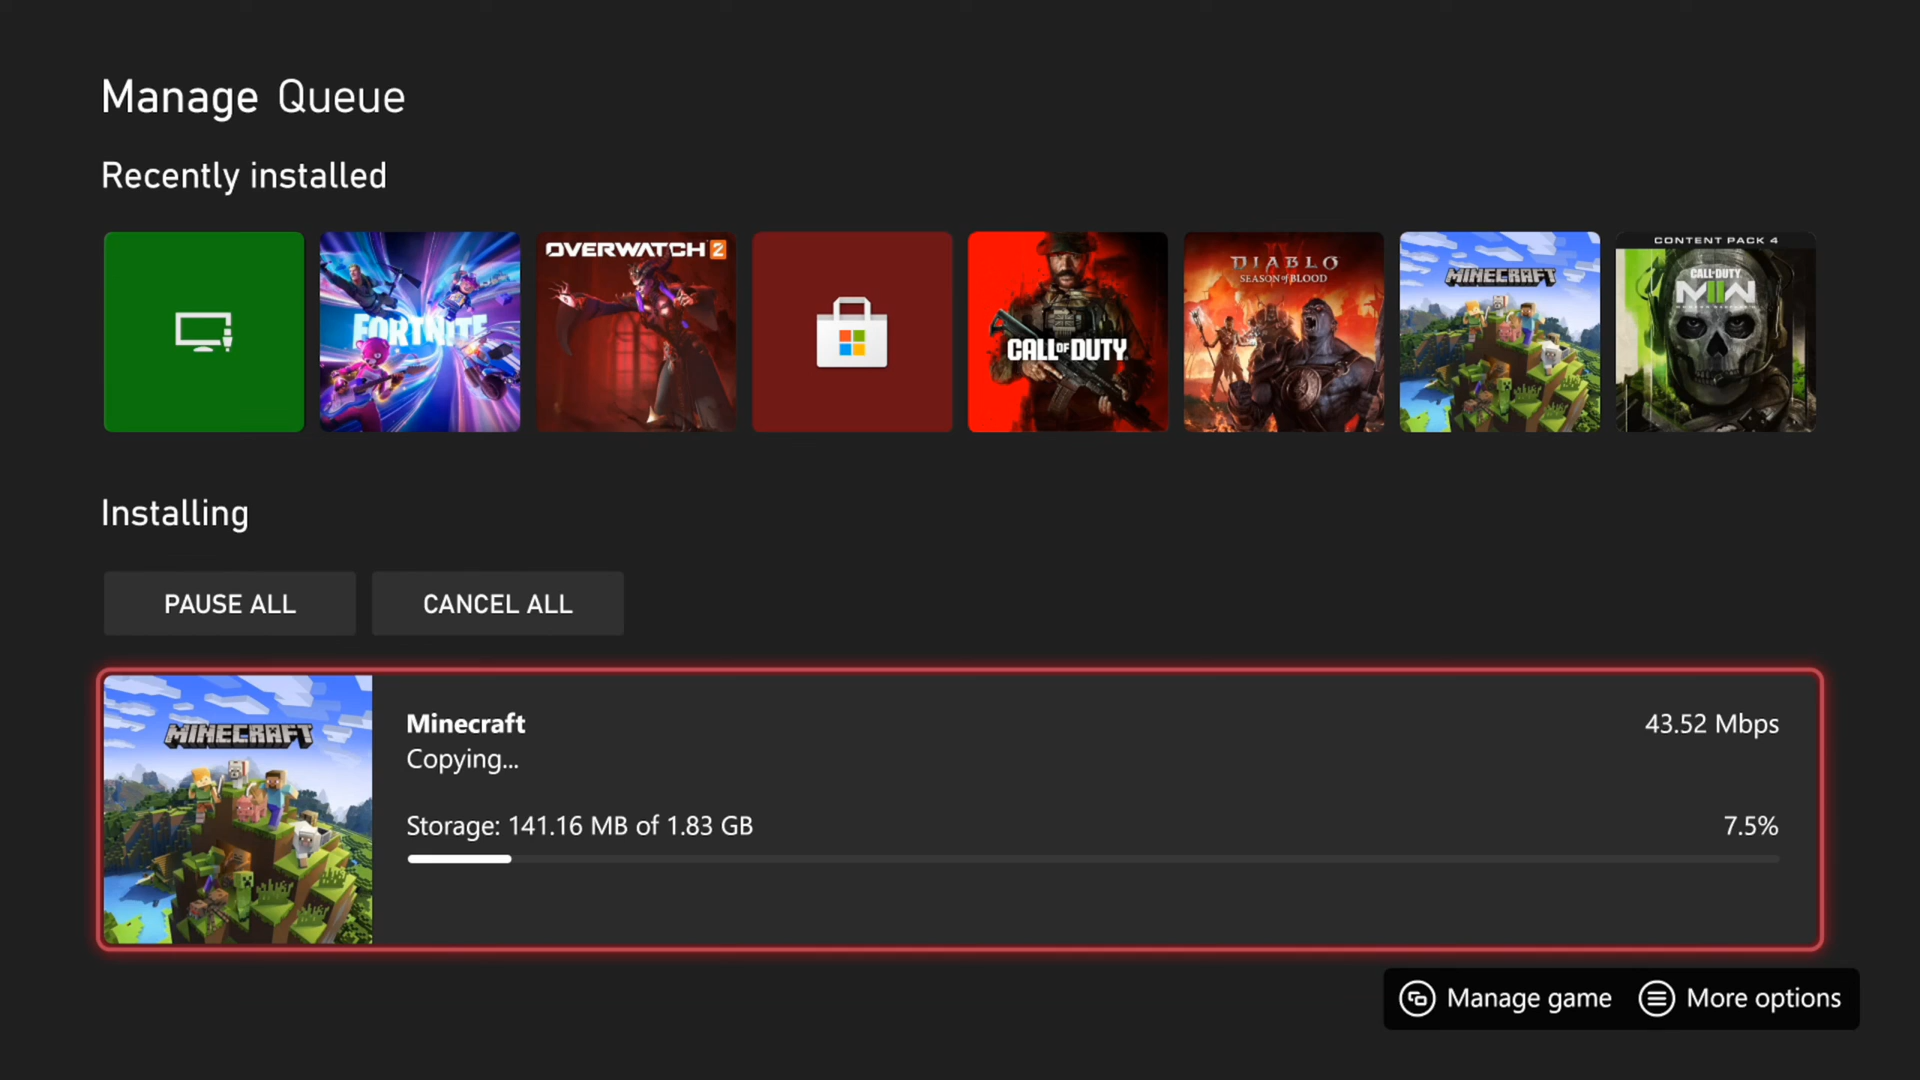 Manage Queue
Recently installed
FORTNITE
OVERWATCH 2
CALL OF DUTY
DIABLO
SEASON OF BLOOD
MINECRAFT
CONTENT PACK 4
CALL OF DUTY
MWII
Installing
PAUSE ALL
CANCEL ALL
MINECRAFT
Minecraft
43.52 Mbps
Copying...
Storage: 141.16 MB of 1.83 GB
7.5%
Manage game
More options